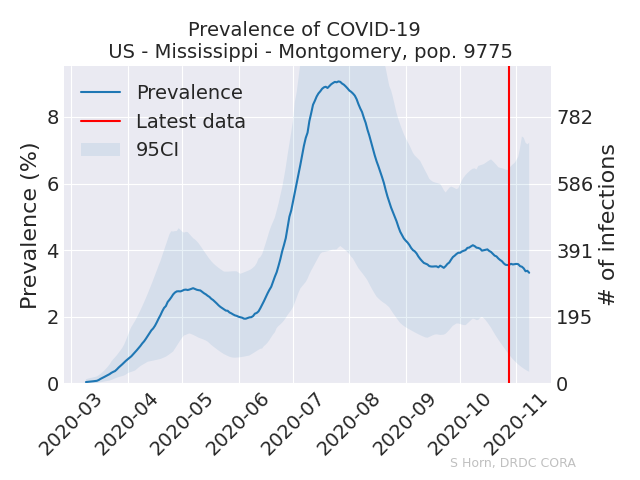 Prevalence of COVID-19
US - Mississippi - Montgomery, pop. 9775
Prevalence
Latest data
95CI
Prevalence (%)
8
6
4
2
0
782
586
391
195
0
# of infections
2020-03
2020-04
2020-05
2020-06
2020-07
2020-08
2020-09
2020-10
2020-11
S Horn, DRDC CORA